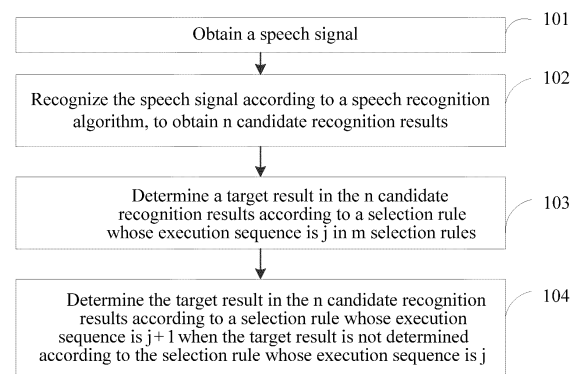 101
Obtain a speech signal
102
Recognize the speech signal according to a speech recognition
algorithm, to obtain n candidate recognition results
103
Determine a target result in the n candidate
recognition results according to a selection rule
whose execution sequence is j in m selection rules
104
Determine the target result in the n candidate recognition
results according to a selection rule whose execution
sequence is j+1 when the target result is not determined
according to the selection rule whose execution sequence is j